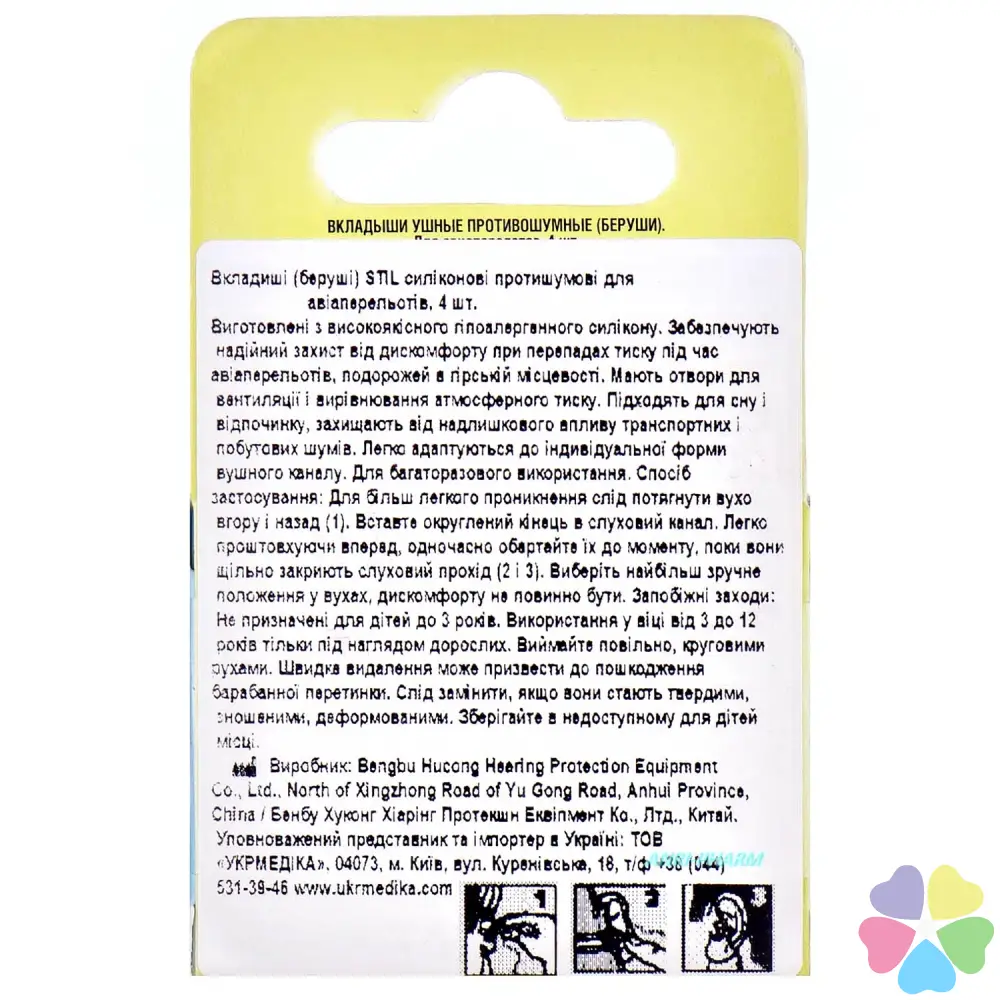 ВКЛАДЫШИ УШНЫЕ ПРОТИВОШУМНЫЕ (БЕРУШИ).
Вкладиші (беруші) STIL силіконові протишумові для
авіаперельотів, 4 шт.
Виготовлені з високоякісного гіпоалергенного силікону. Забезпечують
надійний захист від дискомфорту при перепадах тиску під час
авіаперельотів, подорожей в гірській місцевості. Мають отвори для
вентиляції і вирівнювання атмосферного тиску. Підходять для сну і
відпочинку, захищають від надлишкового впливу транспортних і
побутових шумів. Легко адаптуються до індивідуальної форми
вушного каналу. Для багаторазового використання. Спосіб
застосування: Для більш легкого проникнення слід потягнути вухо
вгору і назад (1). Вставте округлений кінець в слуховий канал. Легко
проштовхуючи вперед, одночасно обертайте їх до моменту, поки вони
щільно закриють слуховий прохід (2 і 3). Виберіть найбільш зручне
положення у вухах, дискомфорту не повинно бути. Запобіжні заходи:
Не призначені для дітей до 3 років. Використання у віці від 3 до 12
років тільки під наглядом дорослих. Виймайте повільно, круговими
рухами. Швидке видалення може призвести до пошкодження
барабанної перетинки. Слід замінити, якщо вони стають твердими,
зношеними, деформованими. Зберігайте в недоступному для дітей
місці.
Виробник: Bengbu Hucong Heering Protection Equipment
Co., Ltd., North of Xingzhong Road of Yu Gong Road, Anhui Province,
China / Бенбу Хуконг Хіарінг Протекшн Еквіпмент Ко., Лтд., Китай.
Уповноважений представник та імпортер в Україні: ТОВ
«УКРМЕДІКА», 04073, м. Київ, вул. Куренівська, 18, т/ф +38 (044)
531-39-46 www.ukrmedika.com
1 2 3